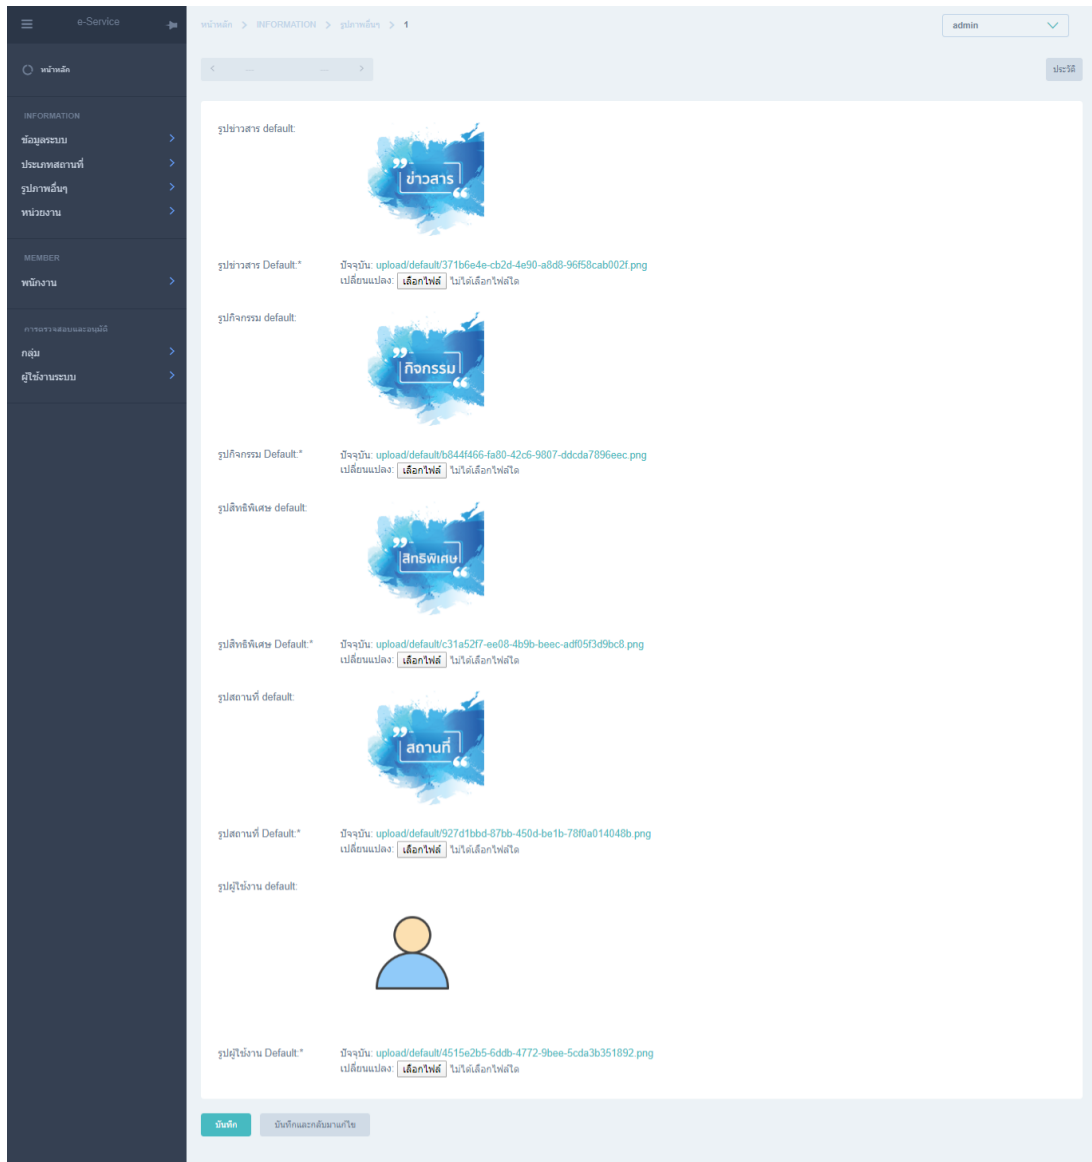 e-Service
หน้าหลัก > INFORMATION > รูปภาพอื่นๆ > 1
admin
หน้าหลัก
... ...
ประวัติ
INFORMATION
ข้อมูลระบบ
ประเภทสถานที่
รูปภาพอื่นๆ
หน่วยงาน
MEMBER
พนักงาน
การตรวจสอบและอนุมัติ
กลุ่ม
ผู้ใช้งานระบบ
รูปข่าวสาร default:
ข่าวสาร
รูปข่าวสาร Default:*
ปัจจุบัน: upload/default/371b6e4e-cb2d-4e90-a8d8-96f58cab002f.png
เปลี่ยนแปลง: เลือกไฟล์ ไม่ได้เลือกไฟล์ใด
รูปกิจกรรม default:
กิจกรรม
รูปกิจกรรม Default:*
ปัจจุบัน: upload/default/b844f466-fa80-42c6-9807-ddcda7896eec.png
เปลี่ยนแปลง: เลือกไฟล์ ไม่ได้เลือกไฟล์ใด
รูปสิทธิพิเศษ default:
สิทธิพิเศษ
รูปสิทธิพิเศษ Default:*
ปัจจุบัน: upload/default/c31a52f7-ee08-4b9b-beec-adf05f3d9bc8.png
เปลี่ยนแปลง: เลือกไฟล์ ไม่ได้เลือกไฟล์ใด
รูปสถานที่ default:
สถานที่
รูปสถานที่ Default:*
ปัจจุบัน: upload/default/927d1bbd-87bb-450d-be1b-78f0a014048b.png
เปลี่ยนแปลง: เลือกไฟล์ ไม่ได้เลือกไฟล์ใด
รูปผู้ใช้งาน default:
รูปผู้ใช้งาน Default:*
ปัจจุบัน: upload/default/4515e2b5-6ddb-4772-9bee-5cda3b351892.png
เปลี่ยนแปลง: เลือกไฟล์ ไม่ได้เลือกไฟล์ใด
บันทึก
บันทึกและกลับมาแก้ไข